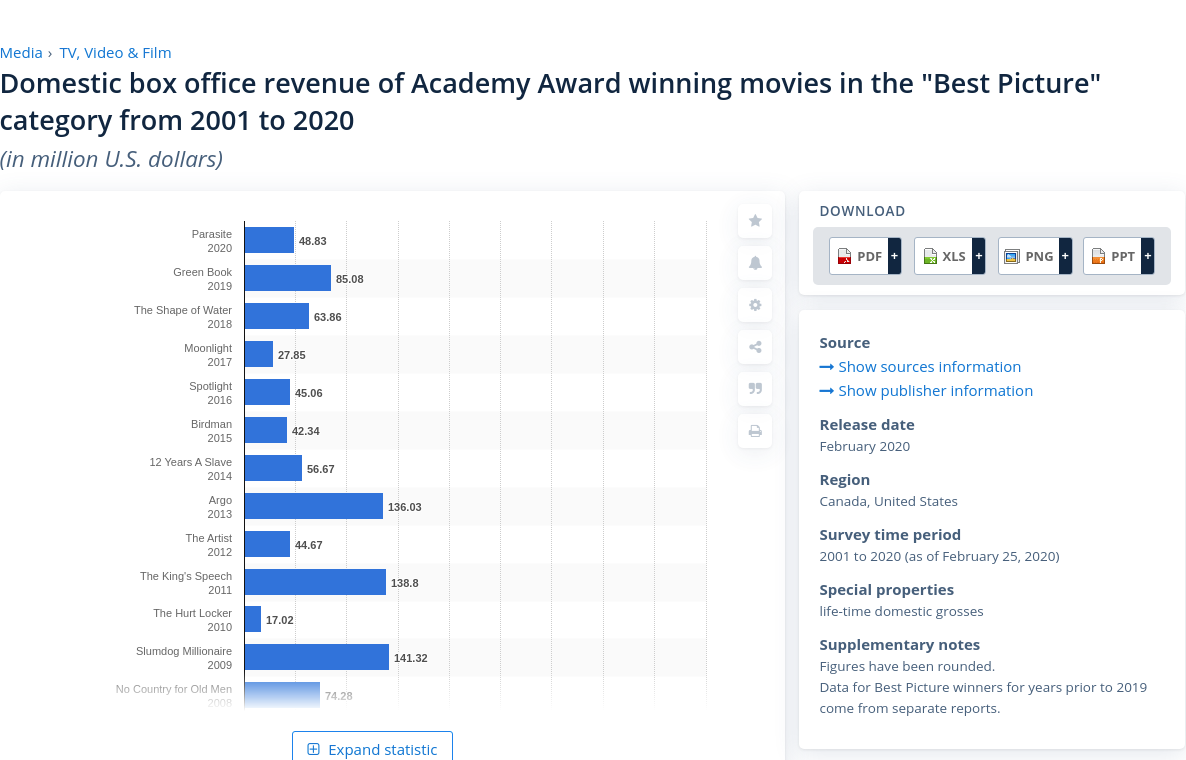 Media › TV, Video & Film
Domestic box office revenue of Academy Award winning movies in the "Best Picture"
category from 2001 to 2020
(in million U.S. dollars)
Parasite
2020
48.83
Green Book
2019
85.08
The Shape of Water
2018
63.86
Moonlight
2017
27.85
Spotlight
2016
45.06
Birdman
2015
42.34
12 Years A Slave
2014
56.67
Argo
2013
136.03
The Artist
2012
44.67
The King's Speech
2011
138.8
The Hurt Locker
2010
17.02
Slumdog Millionaire
2009
141.32
No Country for Old Men
2008
74.28
Expand statistic
DOWNLOAD
PDF + XLS + PNG + PPT +
Source
Show sources information
Show publisher information
Release date
February 2020
Region
Canada, United States
Survey time period
2001 to 2020 (as of February 25, 2020)
Special properties
life-time domestic grosses
Supplementary notes
Figures have been rounded.
Data for Best Picture winners for years prior to 2019
come from separate reports.